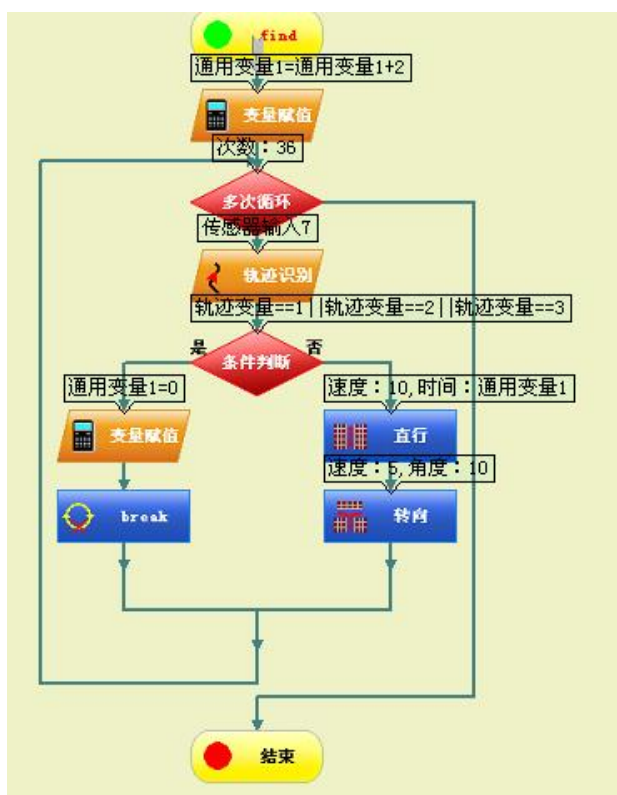 find
通用变量1=通用变量1+2
变量赋值
次数：36
多次循环
传感器输入7
轨迹识别
轨迹变量==1||轨迹变量==2||轨迹变量==3
是
条件判断
否
通用变量1=0
变量赋值
break
速度：10,时间：通用变量1
直行
速度：5,角度：10
转向
结束